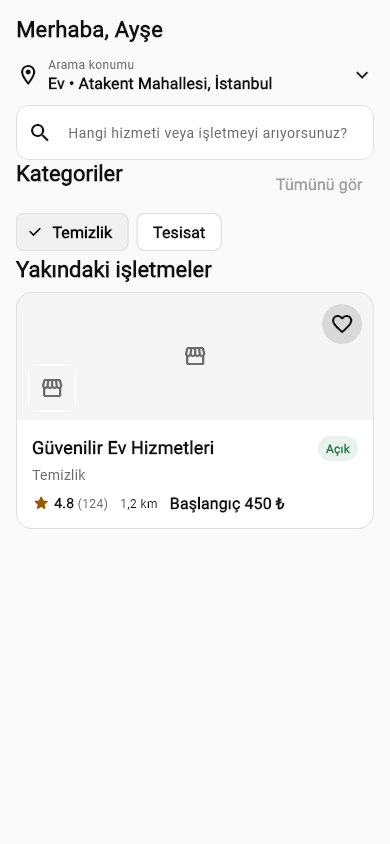 Merhaba, Ayşe
Arama konumu
Ev • Atakent Mahallesi, İstanbul
Hangi hizmeti veya işletmeyi arıyorsunuz?
Kategoriler
Tümünü gör
Temizlik
Tesisat
Yakındaki işletmeler
Güvenilir Ev Hizmetleri
Açık
Temizlik
4.8 (124) 1,2 km Başlangıç 450 ₺